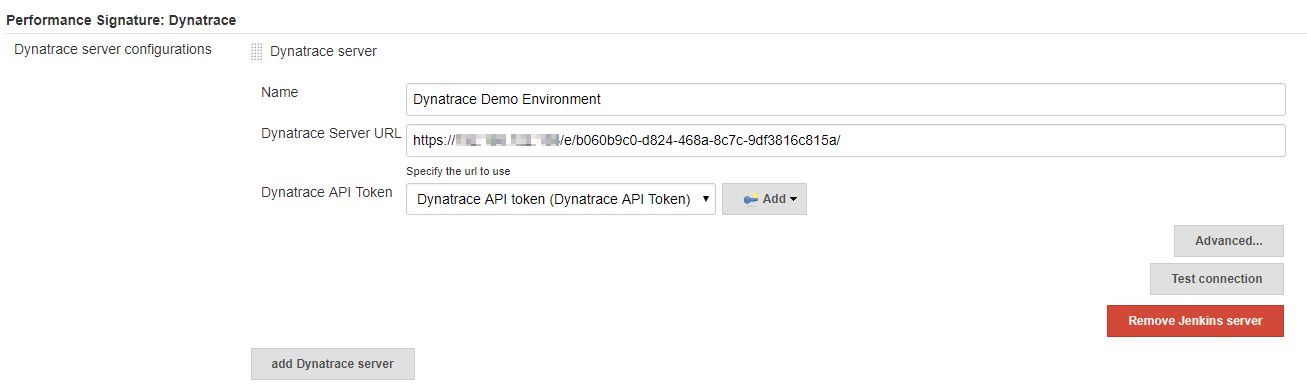 Performance Signature: Dynatrace
Dynatrace server configurations
Dynatrace server
Name
Dynatrace Demo Environment
Dynatrace Server URL
https:// /e/b060b9c0-d824-468a-8c7c-9df3816c815a/
Specify the url to use
Dynatrace API Token
Dynatrace API token (Dynatrace API Token)
Add
Advanced...
Test connection
Remove Jenkins server
add Dynatrace server